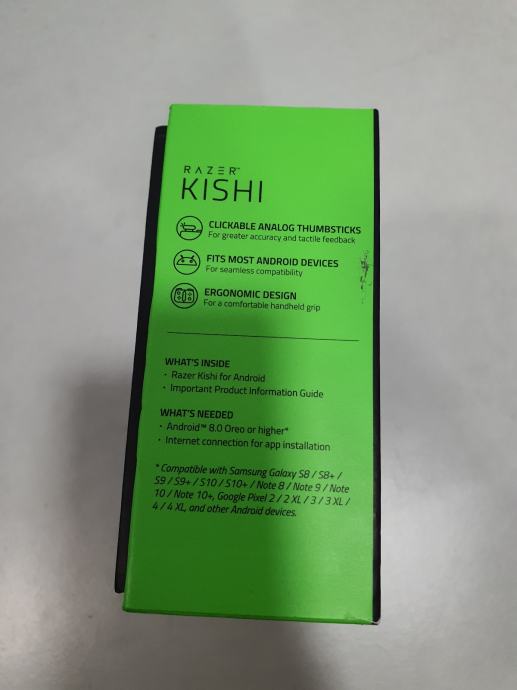 RAZER™
KISHI
CLICKABLE ANALOG THUMBSTICKS
For greater accuracy and tactile feedback
FITS MOST ANDROID DEVICES
For seamless compatibility
ERGONOMIC DESIGN
For a comfortable handheld grip
WHAT'S INSIDE
· Razer Kishi for Android
· Important Product Information Guide
WHAT'S NEEDED
· Android™ 8.0 Oreo or higher*
· Internet connection for app installation
* Compatible with Samsung Galaxy S8 / S8+ /
S9 / S9+ / S10 / S10+ / Note 8 / Note 9 / Note
10 / Note 10+, Google Pixel 2 / 2 XL / 3 / 3 XL /
4 / 4 XL, and other Android devices.